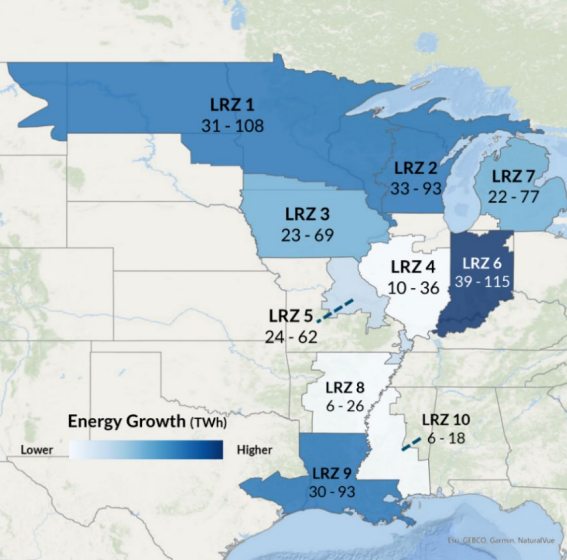 LRZ 1
31 - 108
LRZ 2
33 - 93
LRZ 7
22 - 77
LRZ 3
23 - 69
LRZ 4
10 - 36
LRZ 6
39 - 115
LRZ 5
24 - 62
LRZ 8
6 - 26
LRZ 10
6 - 18
Energy Growth (TWh)
Lower
Higher
LRZ 9
30 - 93
Esri, GEBCO, Garmin, NaturalVue